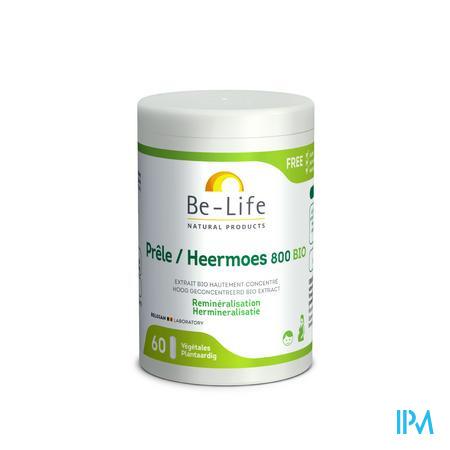 FREE
Be-Life
NATURAL PRODUCTS
Prêle / Heermoes 800 BIO
EXTRAIT BIO HAUTEMENT CONCENTRÉ
HOOG GECONCENTREERD BIO EXTRACT
Reminéralisation
Hermineralisatie
BELGIAN LABORATORY
60 Végétales
Plantaardig
IPM